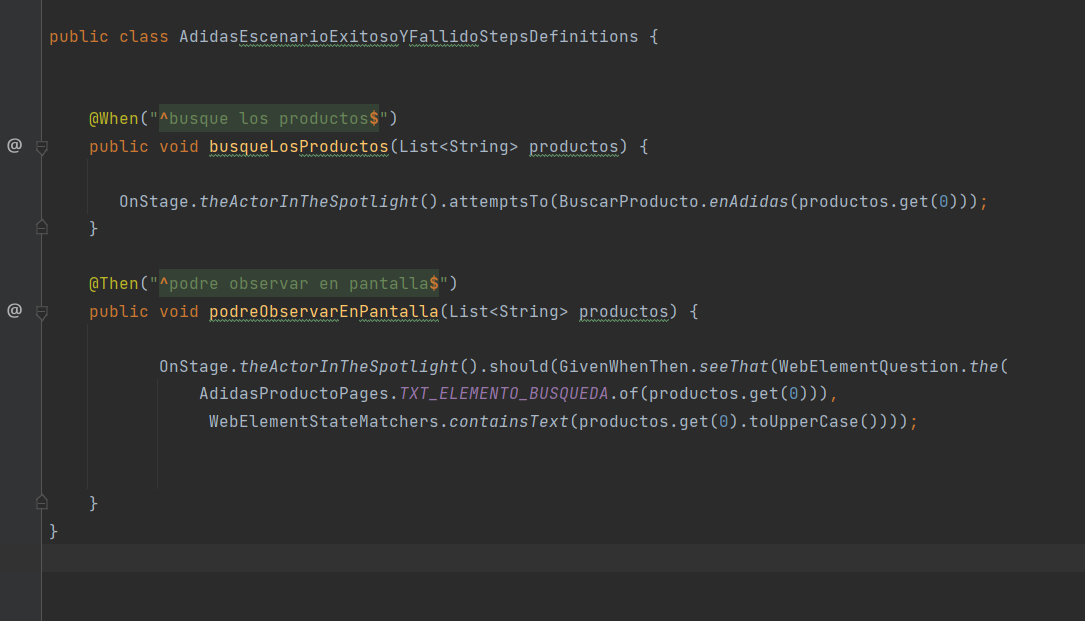 public class AdidasEscenarioExitosoYFallidoStepsDefinitions {
@When("^busque los productos$")
@
public void busqueLosProductos(List<String> productos) {
OnStage.theActorInTheSpotlight().attemptsTo(BuscarProducto.enAdidas(productos.get(0)));
}
@Then("^podre observar en pantalla$")
@
public void podreObservarEnPantalla(List<String> productos) {
OnStage.theActorInTheSpotlight().should(GivenWhenThen.seeThat(WebElementQuestion.the(
AdidasProductoPages.TXT_ELEMENTO_BUSQUEDA.of(productos.get(0))),
WebElementStateMatchers.containsText(productos.get(0).toUpperCase())));
}
}